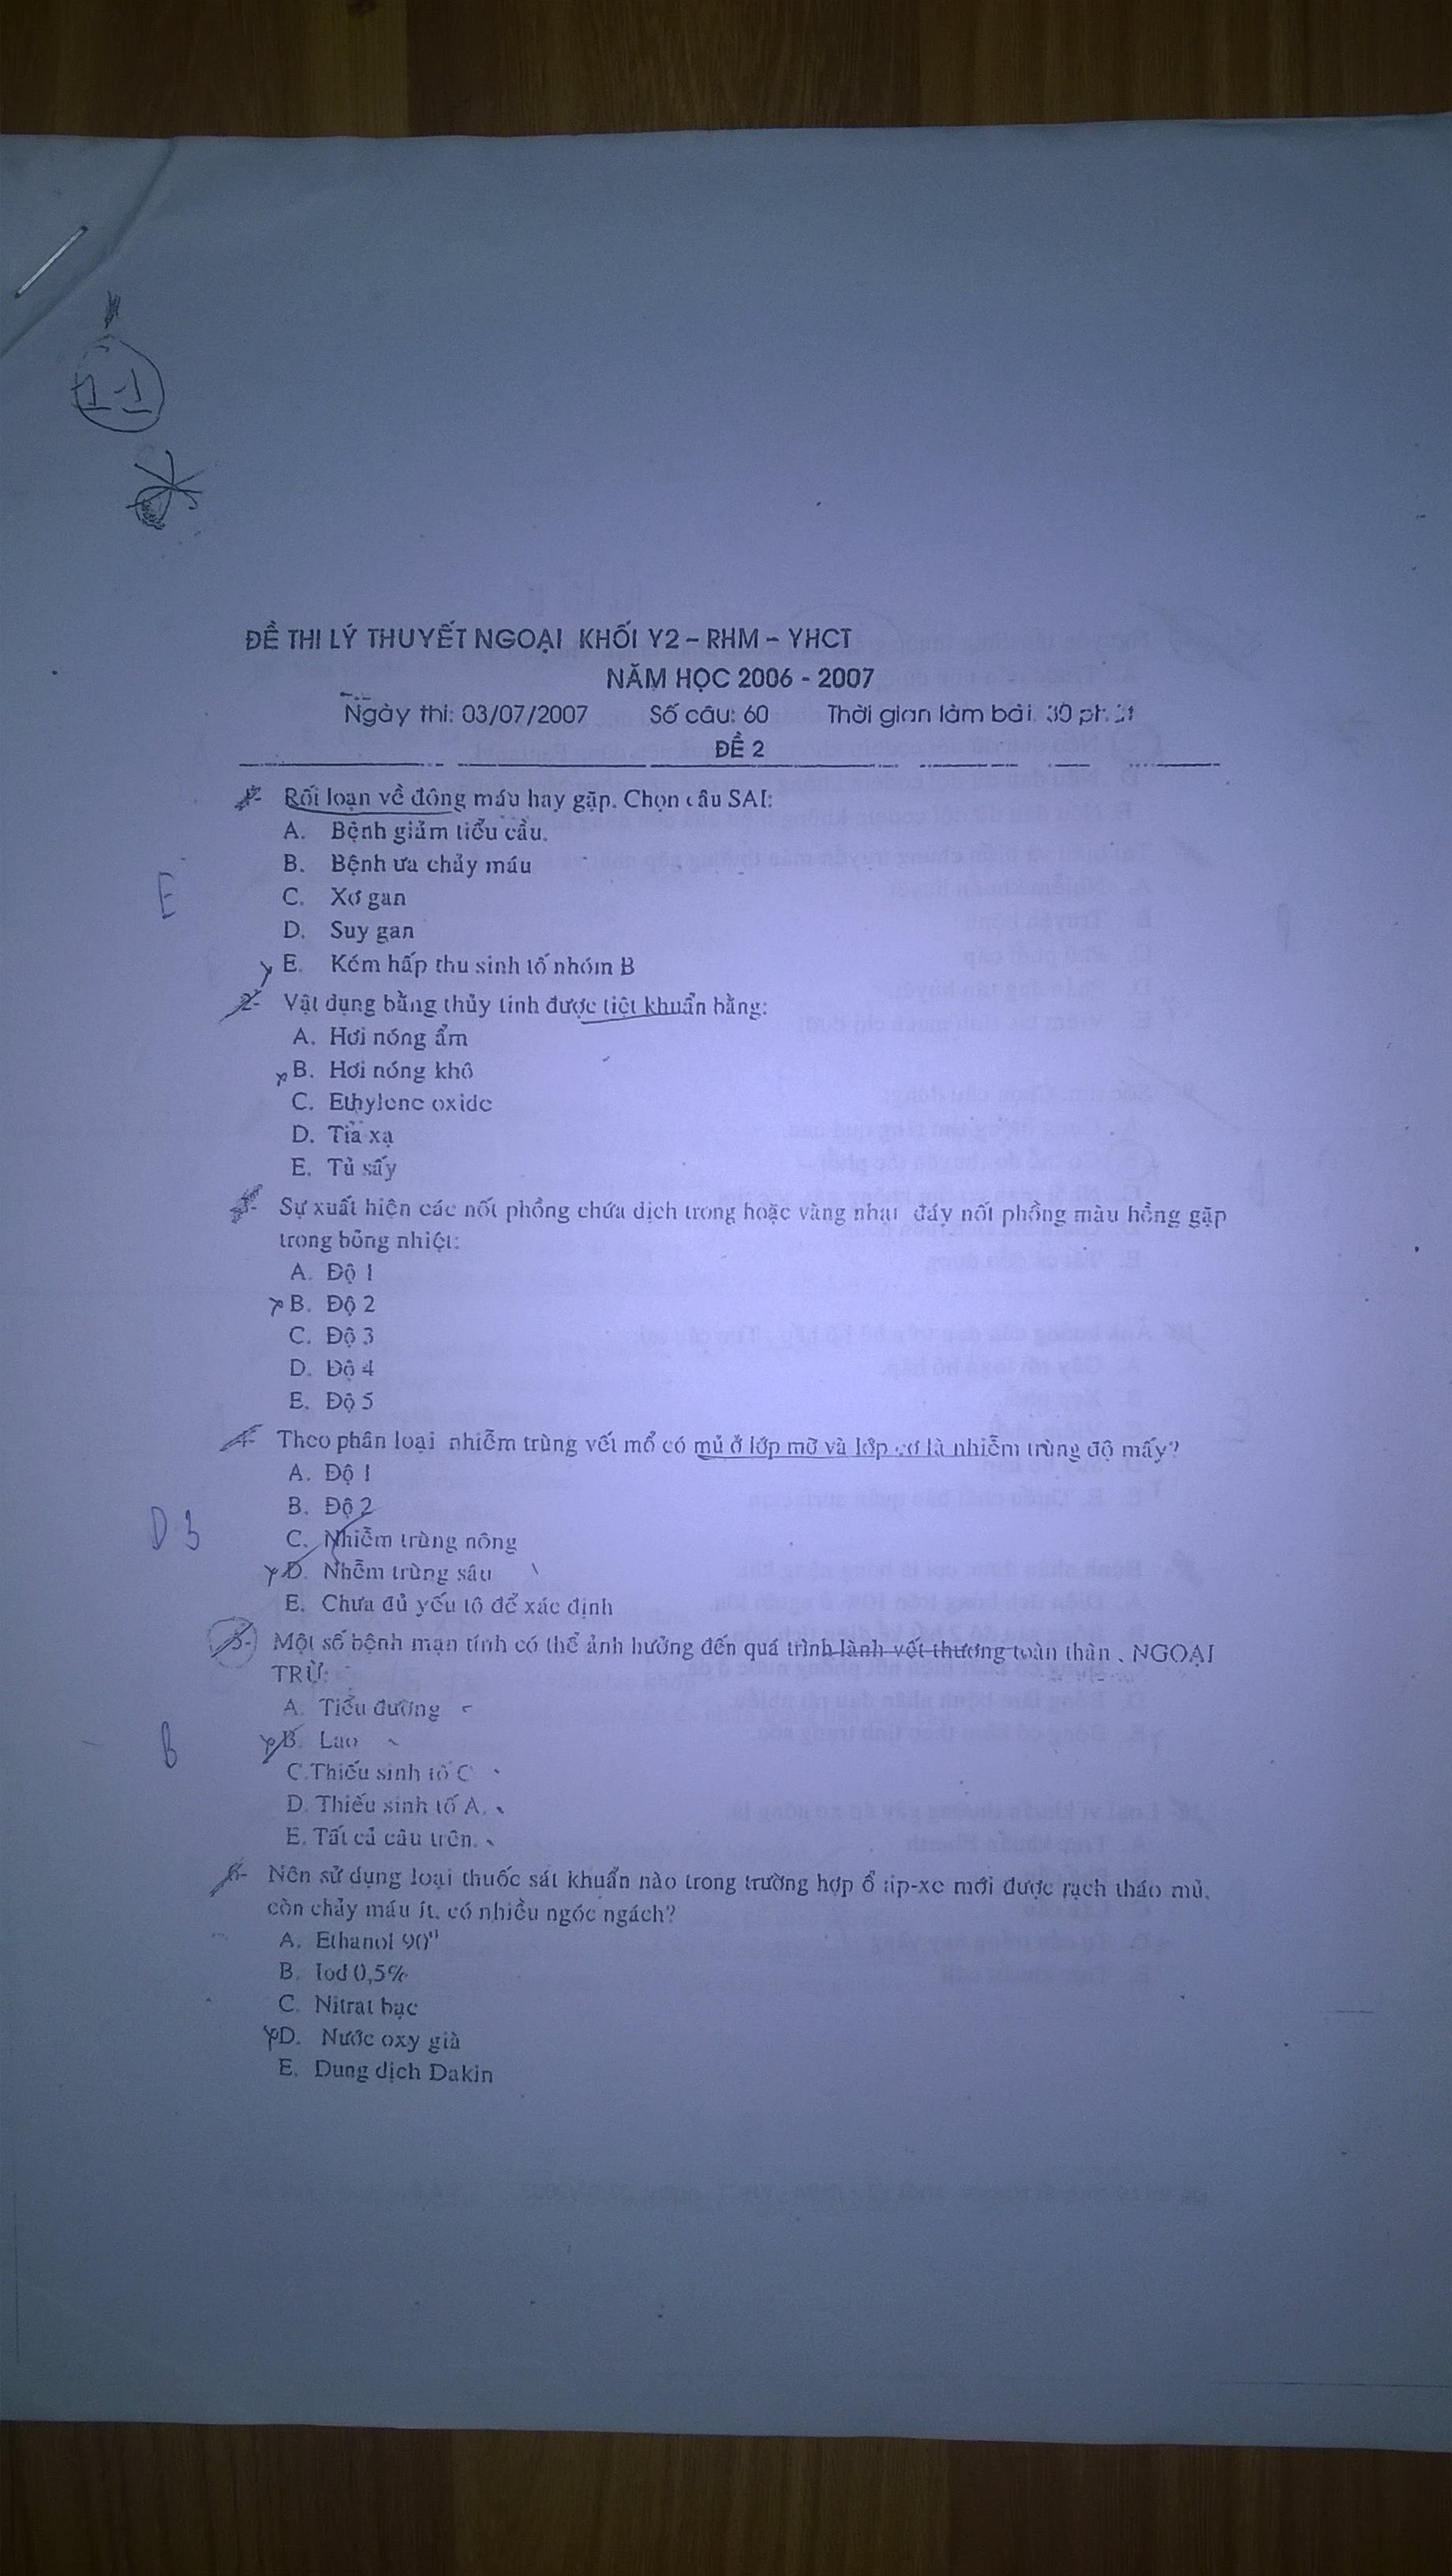 ĐỀ THI LÝ THUYẾT NGOẠI KHỐI Y2 – RHM – YHCT
NĂM HỌC 2006 - 2007
Ngày thi: 03/07/2007 Số câu: 60 Thời gian làm bài: 30 phút
ĐỀ 2
1- Rối loạn về đông máu hay gặp. Chọn câu SAI:
A. Bệnh giảm tiểu cầu.
B. Bệnh ưa chảy máu
E
C. Xơ gan
D. Suy gan
E. Kém hấp thu sinh tố nhóm B
2- Vật dụng bằng thủy tinh được tiệt khuẩn bằng:
A. Hơi nóng ẩm
B. Hơi nóng khô
C. Ethylene oxide
D. Tia xạ
E. Tủ sấy
3- Sự xuất hiện các nốt phồng chứa dịch trong hoặc vàng nhạt đáy nốt phồng màu hồng gặp
trong bỏng nhiệt:
A. Độ 1
B. Độ 2
C. Độ 3
D. Độ 4
E. Độ 5
4- Theo phân loại nhiễm trùng vết mổ có mủ ở lớp mỡ và lớp cơ là nhiễm trùng độ mấy?
A. Độ 1
B. Độ 2
D
C. Nhiễm trùng nông
D. Nhễm trùng sâu
E. Chưa đủ yếu tố để xác định
5- Một số bệnh mạn tính có thể ảnh hưởng đến quá trình lành vết thương toàn thân , NGOẠI
TRỪ:
A. Tiểu đường
B
B. Lao
C.Thiếu sinh tố C
D. Thiếu sinh tố A.
E. Tất cả câu trên.
6- Nên sử dụng loại thuốc sát khuẩn nào trong trường hợp ổ áp-xe mới được rạch tháo mủ,
còn chảy máu ít, có nhiều ngóc ngách?
A. Ethanol 90⁰
B. Iod 0,5%
C. Nitrat bạc
D. Nước oxy già
E. Dung dịch Dakin